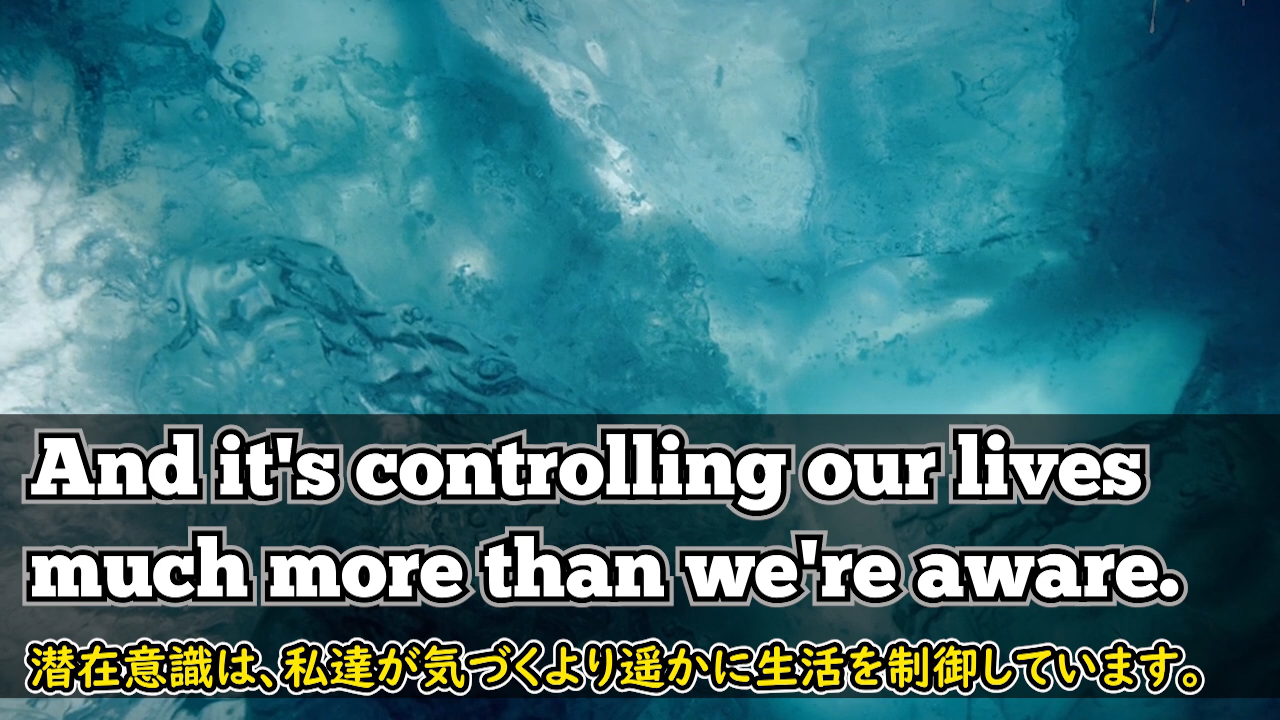 And it's controlling our lives
much more than we're aware.
潜在意識は、私達が気づくより遥かに生活を制御しています。